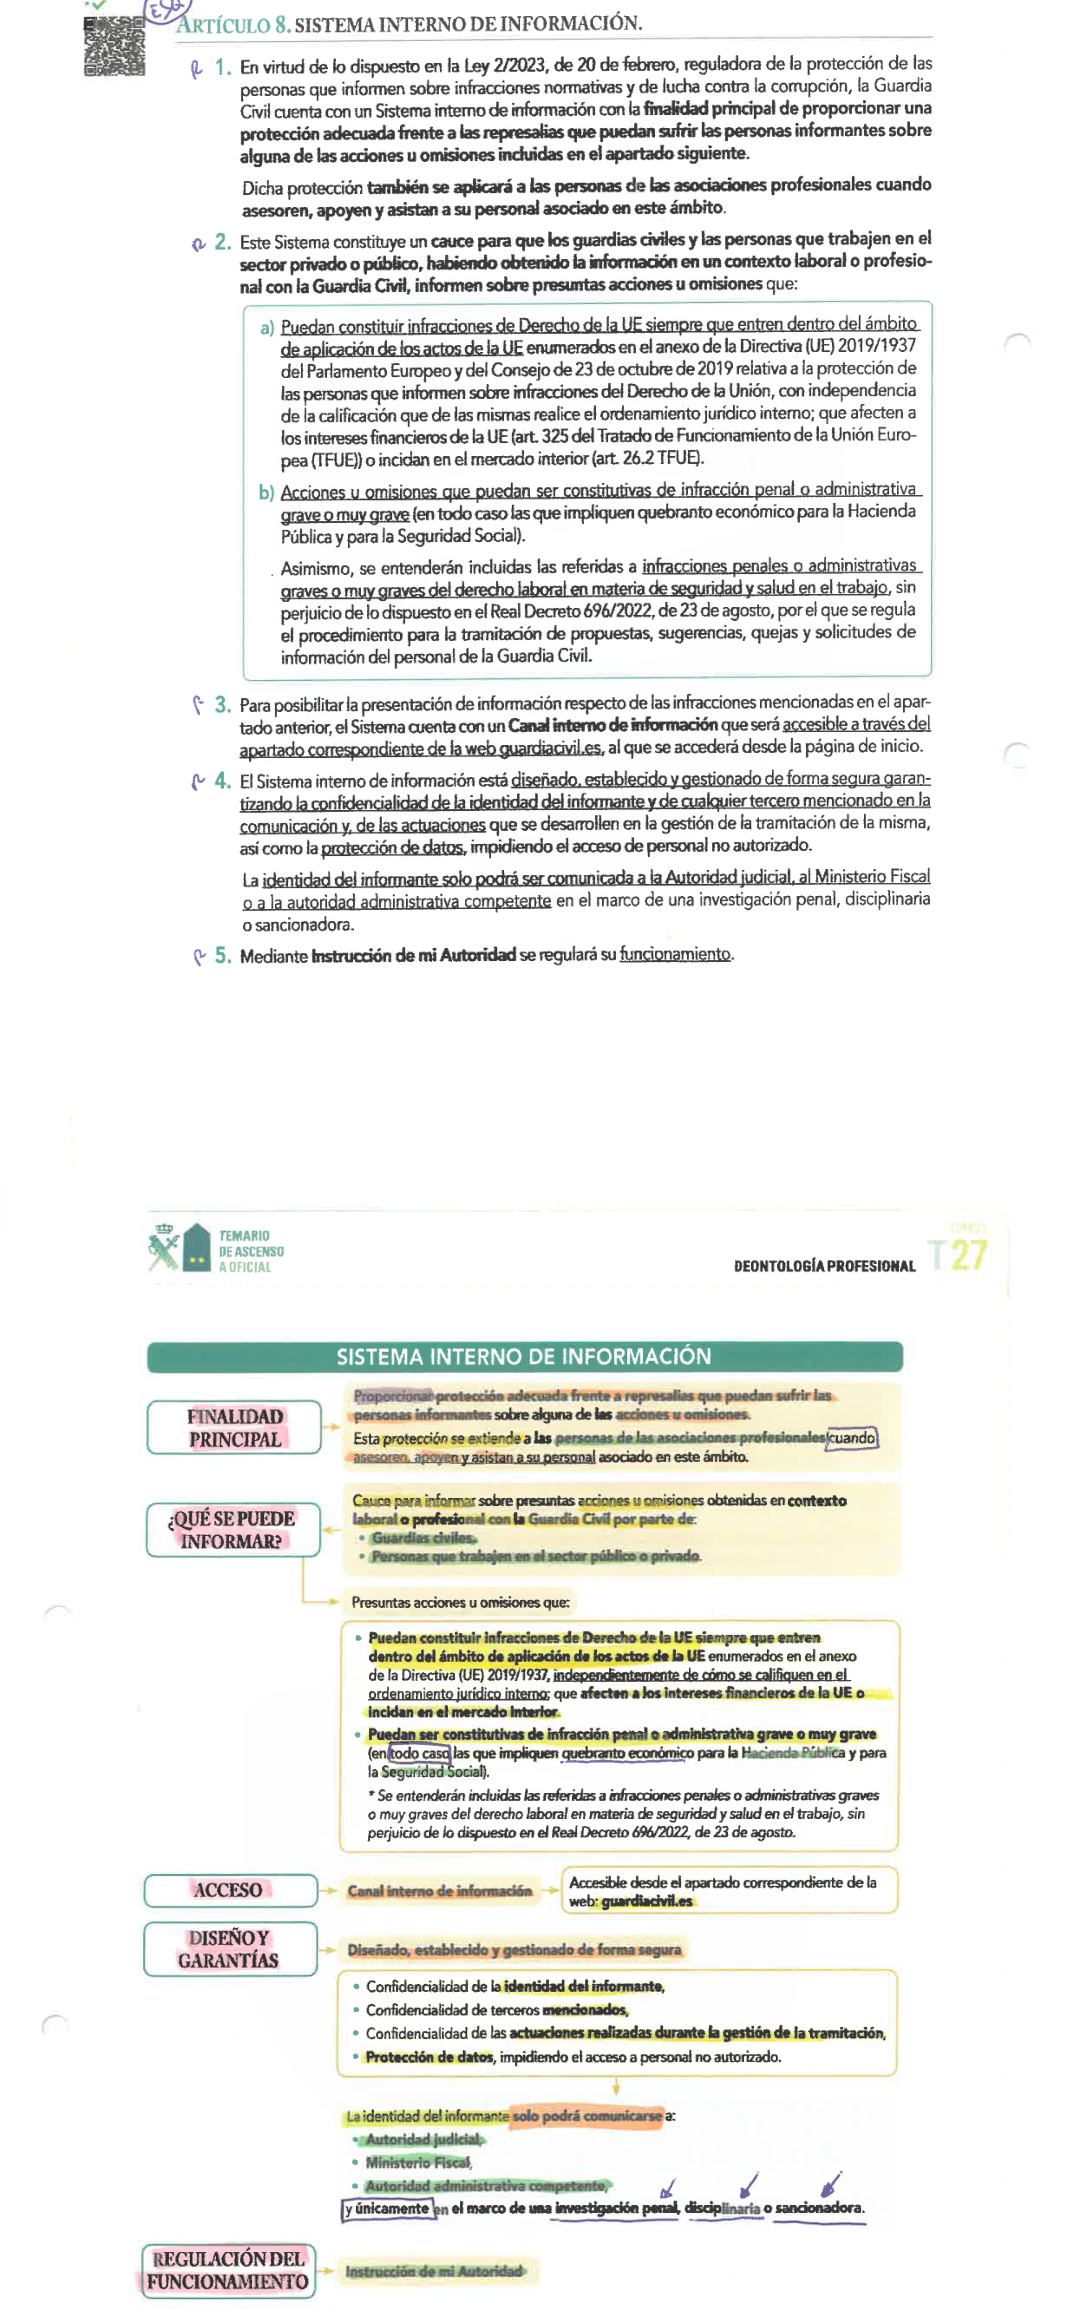 ESQ
ARTÍCULO 8. SISTEMA INTERNO DE INFORMACIÓN.
1. En virtud de lo dispuesto en la Ley 2/2023, de 20 de febrero, reguladora de la protección de las
personas que informen sobre infracciones normativas y de lucha contra la corrupción, la Guardia
Civil cuenta con un Sistema interno de información con la finalidad principal de proporcionar una
protección adecuada frente a las represalias que puedan sufrir las personas informantes sobre
alguna de las acciones u omisiones incluidas en el apartado siguiente.
Dicha protección también se aplicará a las personas de las asociaciones profesionales cuando
asesoren, apoyen y asistan a su personal asociado en este ámbito.
2. Este Sistema constituye un cauce para que los guardias civiles y las personas que trabajen en el
sector privado o público, habiendo obtenido la información en un contexto laboral o profesio-
nal con la Guardia Civil, informen sobre presuntas acciones u omisiones que:
a) Puedan constituir infracciones de Derecho de la UE siempre que entren dentro del ámbito
de aplicación de los actos de la UE enumerados en el anexo de la Directiva (UE) 2019/1937
del Parlamento Europeo y del Consejo de 23 de octubre de 2019 relativa a la protección de
las personas que informen sobre infracciones del Derecho de la Unión, con independencia
de la calificación que de las mismas realice el ordenamiento jurídico interno; que afecten a
los intereses financieros de la UE (art. 325 del Tratado de Funcionamiento de la Unión Euro-
pea (TFUE)) o incidan en el mercado interior (art. 26.2 TFUE).
b) Acciones u omisiones que puedan ser constitutivas de infracción penal o administrativa
grave o muy grave (en todo caso las que impliquen quebranto económico para la Hacienda
Pública y para la Seguridad Social).
Asimismo, se entenderán incluidas las referidas a infracciones penales o administrativas
graves o muy graves del derecho laboral en materia de seguridad y salud en el trabajo, sin
perjuicio de lo dispuesto en el Real Decreto 696/2022, de 23 de agosto, por el que se regula
el procedimiento para la tramitación de propuestas, sugerencias, quejas y solicitudes de
información del personal de la Guardia Civil.
3. Para posibilitar la presentación de información respecto de las infracciones mencionadas en el apar-
tado anterior, el Sistema cuenta con un Canal interno de información que será accesible a través del
apartado correspondiente de la web guardiacivil.es, al que se accederá desde la página de inicio.
4. El Sistema interno de información está diseñado, establecido y gestionado de forma segura garan-
tizando la confidencialidad de la identidad del informante y de cualquier tercero mencionado en la
comunicación y, de las actuaciones que se desarrollen en la gestión de la tramitación de la misma,
así como la protección de datos, impidiendo el acceso de personal no autorizado.
La identidad del informante solo podrá ser comunicada a la Autoridad judicial, al Ministerio Fiscal
o a la autoridad administrativa competente en el marco de una investigación penal, disciplinaria
o sancionadora.
5. Mediante Instrucción de mi Autoridad se regulará su funcionamiento.
TEMARIO
DE ASCENSO
A OFICIAL
DEONTOLOGÍA PROFESIONAL
TOMO 5
T27
SISTEMA INTERNO DE INFORMACIÓN
FINALIDAD
PRINCIPAL
Proporcionar protección adecuada frente a represalias que puedan sufrir las
personas informantes sobre alguna de las acciones u omisiones.
Esta protección se extiende a las personas de las asociaciones profesionales cuando
asesoren, apoyen y asistan a su personal asociado en este ámbito.
¿QUÉ SE PUEDE
INFORMAR?
Cauce para informar sobre presuntas acciones u omisiones obtenidas en contexto
laboral o profesional con la Guardia Civil por parte de:
• Guardias civiles.
• Personas que trabajen en el sector público o privado.
Presuntas acciones u omisiones que:
• Puedan constituir infracciones de Derecho de la UE siempre que entren
dentro del ámbito de aplicación de los actos de la UE enumerados en el anexo
de la Directiva (UE) 2019/1937, independientemente de cómo se califiquen en el
ordenamiento jurídico interno; que afecten a los intereses financieros de la UE o
incidan en el mercado interior.
• Puedan ser constitutivas de infracción penal o administrativa grave o muy grave
(en todo caso las que impliquen quebranto económico para la Hacienda Pública y para
la Seguridad Social).
* Se entenderán incluidas las referidas a infracciones penales o administrativas graves
o muy graves del derecho laboral en materia de seguridad y salud en el trabajo, sin
perjuicio de lo dispuesto en el Real Decreto 696/2022, de 23 de agosto.
ACCESO
Canal interno de información
Accesible desde el apartado correspondiente de la
web: guardiacivil.es
DISEÑO Y
GARANTÍAS
Diseñado, establecido y gestionado de forma segura
• Confidencialidad de la identidad del informante,
• Confidencialidad de terceros mencionados,
• Confidencialidad de las actuaciones realizadas durante la gestión de la tramitación,
• Protección de datos, impidiendo el acceso a personal no autorizado.
La identidad del informante solo podrá comunicarse a:
• Autoridad judicial,
• Ministerio Fiscal,
• Autoridad administrativa competente,
y únicamente en el marco de una investigación penal, disciplinaria o sancionadora.
REGULACIÓN DEL
FUNCIONAMIENTO
Instrucción de mi Autoridad